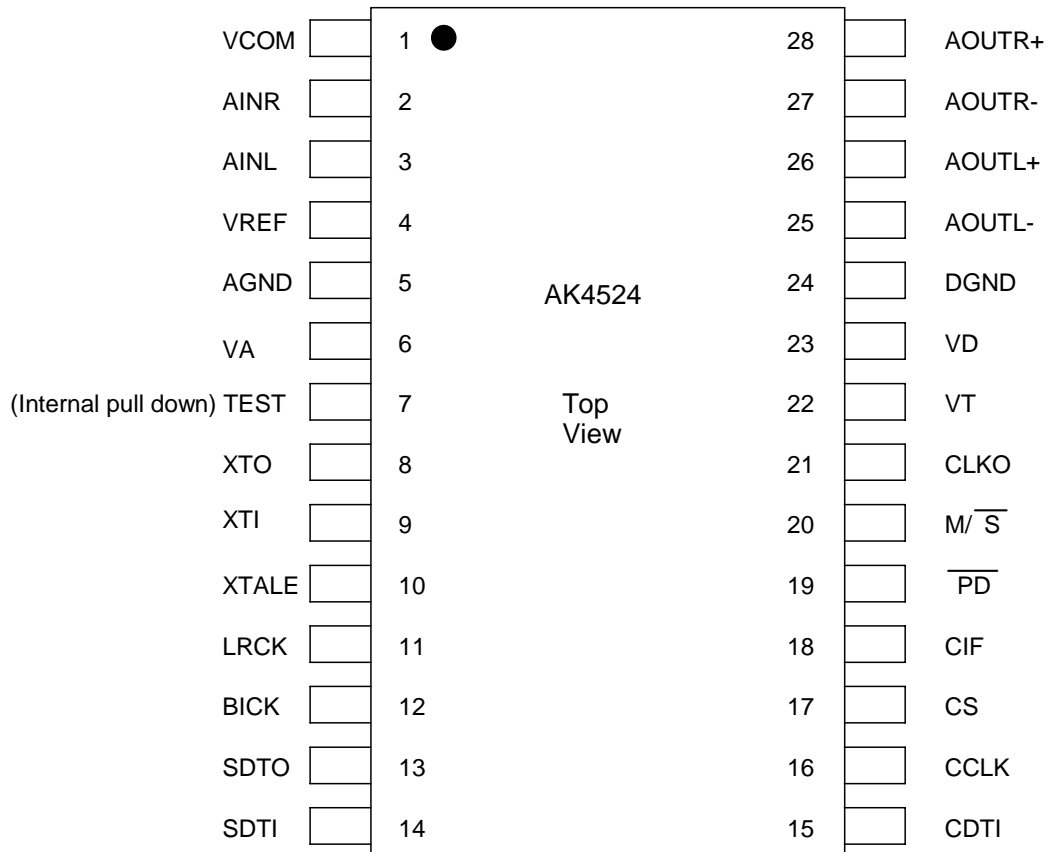 VCOM 1 28 AOUTR+
AINR 2 27 AOUTR-
AINL 3 26 AOUTL+
VREF 4 25 AOUTL-
AGND 5 AK4524 24 DGND
VA 6 23 VD
(Internal pull down) TEST 7 Top 22 VT
View
XTO 8 21 CLKO
XTI 9 20 M/S̅
XTALE 10 19 P̅D̅
LRCK 11 18 CIF
BICK 12 17 CS
SDTO 13 16 CCLK
SDTI 14 15 CDTI